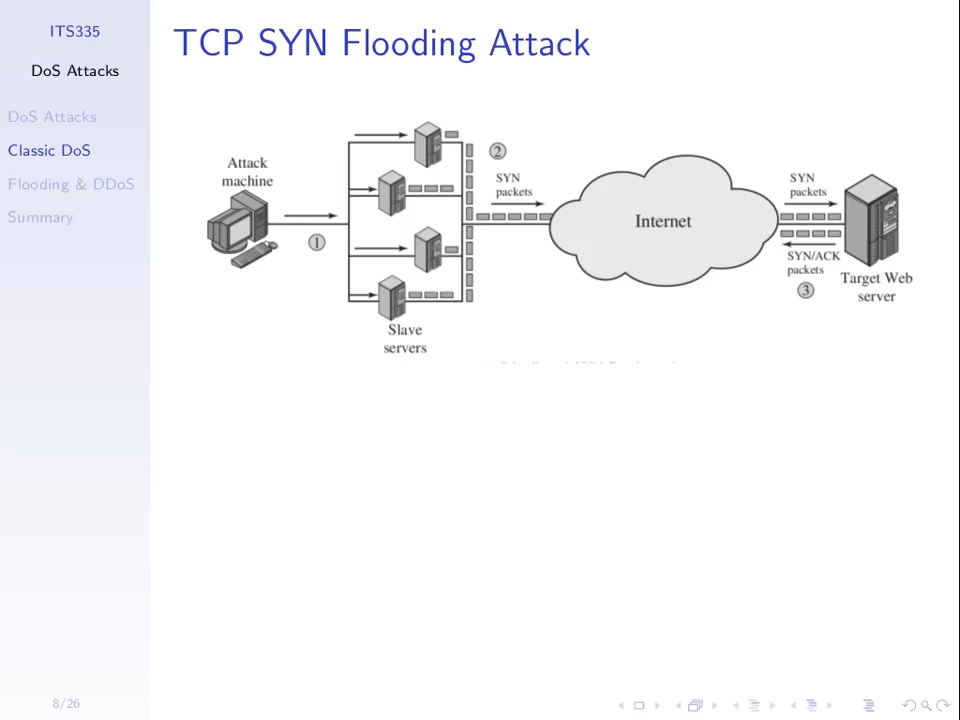 ITS335
DoS Attacks
DoS Attacks
Classic DoS
Flooding & DDoS
Summary
8/26
TCP SYN Flooding Attack
Attack
machine
1
Slave
servers
2
SYN
packets
Internet
SYN
packets
SYN/ACK
packets
3
Target Web
server